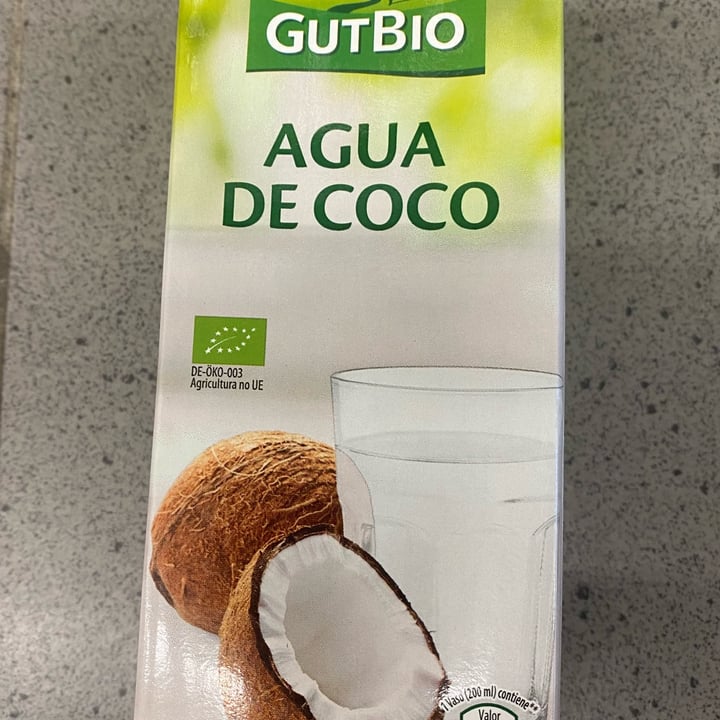 GUTBIO
AGUA
DE COCO
DE-ÖKO-003
Agricultura no UE
1 Vaso (200 ml) contiene**
Valor